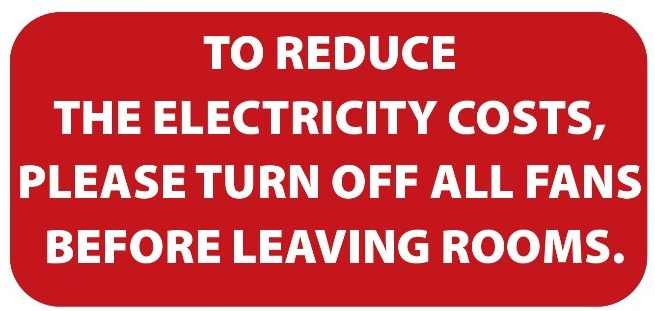 TO REDUCE
THE ELECTRICITY COSTS,
PLEASE TURN OFF ALL FANS
BEFORE LEAVING ROOMS.